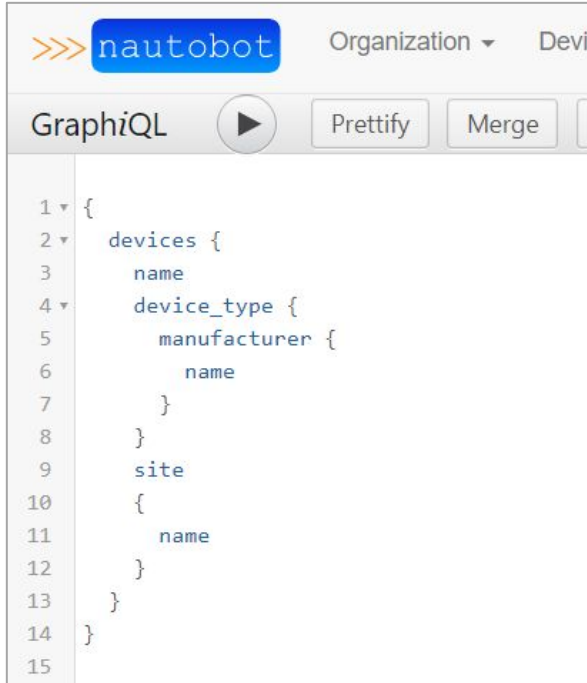 >>> nautobot Organization Devi
GraphiQL Prettify Merge
1 {
2   devices {
3     name
4     device_type {
5       manufacturer {
6         name
7       }
8     }
9     site
10     {
11       name
12     }
13   }
14 }
15